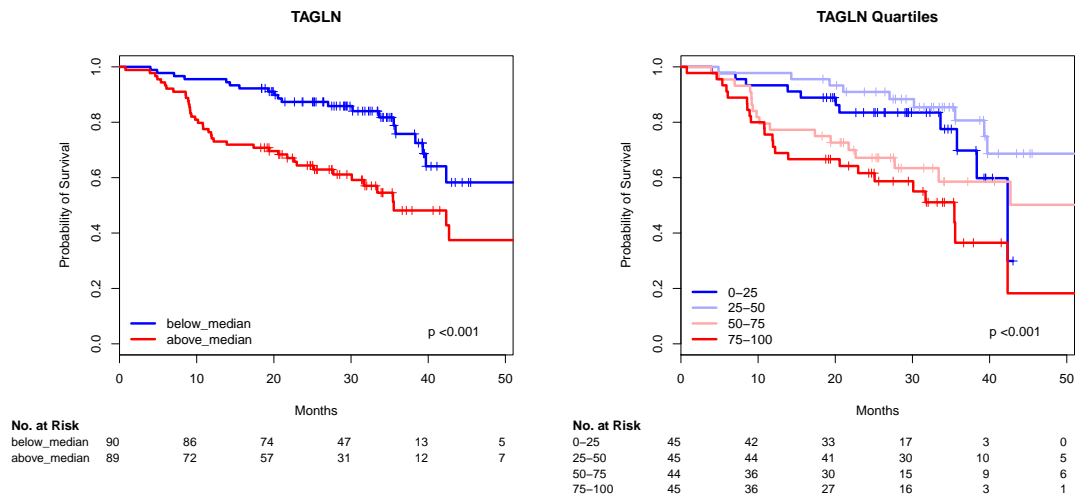 TAGLN
Probability of Survival
1.0
0.8
0.6
0.4
0.2
0.0
below_median
above_median
p <0.001
0 10 20 30 40 50
Months
No. at Risk
below_median 90 86 74 47 13 5
above_median 89 72 57 31 12 7
TAGLN Quartiles
Probability of Survival
1.0
0.8
0.6
0.4
0.2
0.0
0−25
25−50
50−75
75−100
p <0.001
0 10 20 30 40 50
Months
No. at Risk
0−25 45 42 33 17 3 0
25−50 45 44 41 30 10 5
50−75 44 36 30 15 9 6
75−100 45 36 27 16 3 1